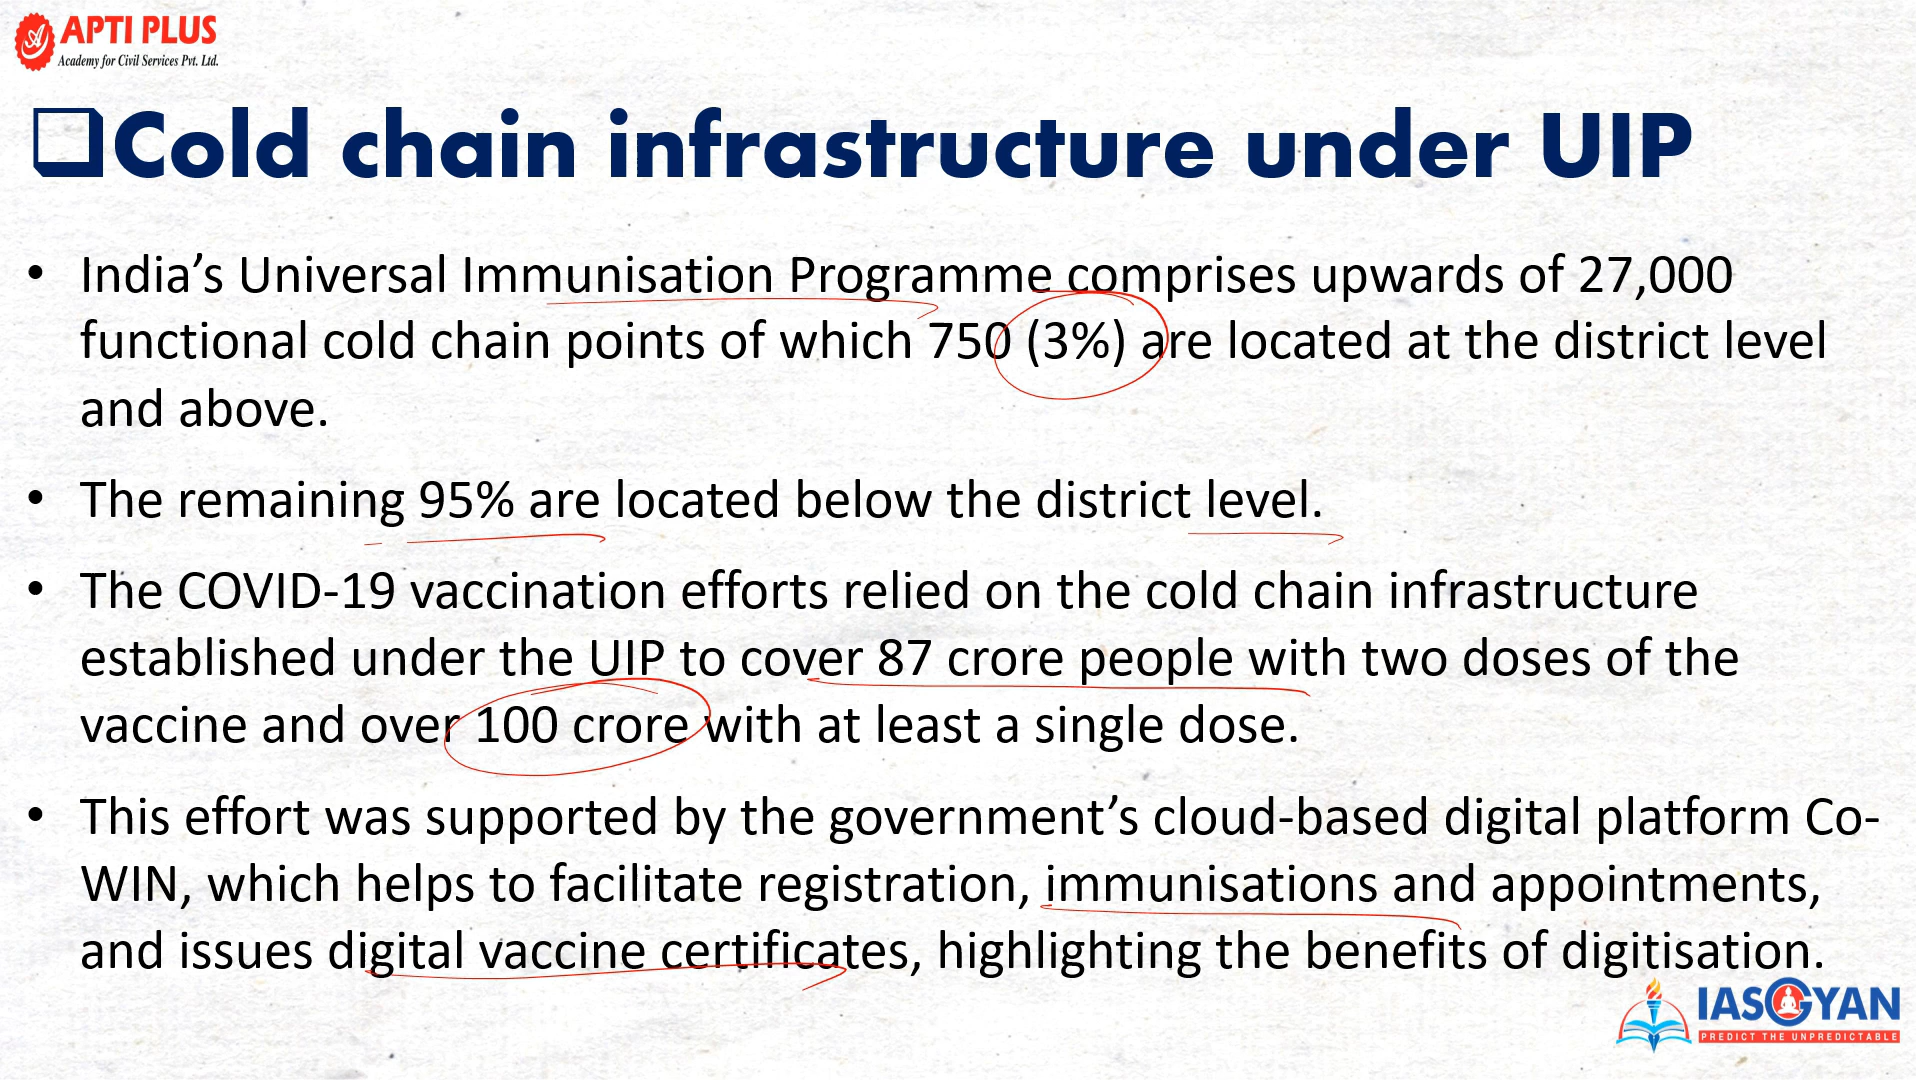 APTI PLUS
Academy for Civil Services Pvt. Ltd.
❑Cold chain infrastructure under UIP
• India’s Universal Immunisation Programme comprises upwards of 27,000
functional cold chain points of which 750 (3%) are located at the district level
and above.
• The remaining 95% are located below the district level.
• The COVID-19 vaccination efforts relied on the cold chain infrastructure
established under the UIP to cover 87 crore people with two doses of the
vaccine and over 100 crore with at least a single dose.
• This effort was supported by the government’s cloud-based digital platform Co-
WIN, which helps to facilitate registration, immunisations and appointments,
and issues digital vaccine certificates, highlighting the benefits of digitisation.
IASGYAN
PREDICT THE UNPREDICTABLE